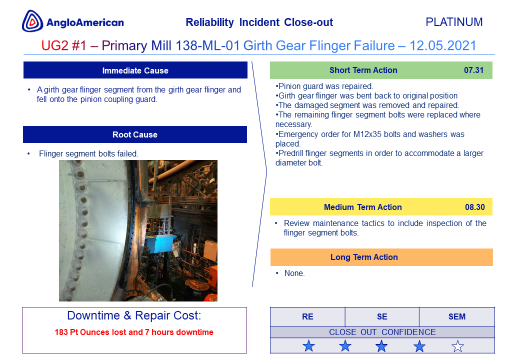 AngloAmerican
Reliability Incident Close-out
PLATINUM
UG2 #1 – Primary Mill 138-ML-01 Girth Gear Flinger Failure – 12.05.2021
Immediate Cause
• A girth gear flinger segment from the girth gear flinger and
fell onto the pinion coupling guard.
Root Cause
• Flinger segment bolts failed.
Downtime & Repair Cost:
183 Pt Ounces lost and 7 hours downtime
Short Term Action 07.31
•Pinion guard was repaired.
•Girth gear flinger was bent back to original position
•The damaged segment was removed and repaired.
•The remaining flinger segment bolts were replaced where
necessary.
•Emergency order for M12x35 bolts and washers was
placed.
•Predrill flinger segments in order to accommodate a larger
diameter bolt.
Medium Term Action 08.30
• Review maintenance tactics to include inspection of the
flinger segment bolts.
Long Term Action
• None.
RE SE SEM
CLOSE OUT CONFIDENCE